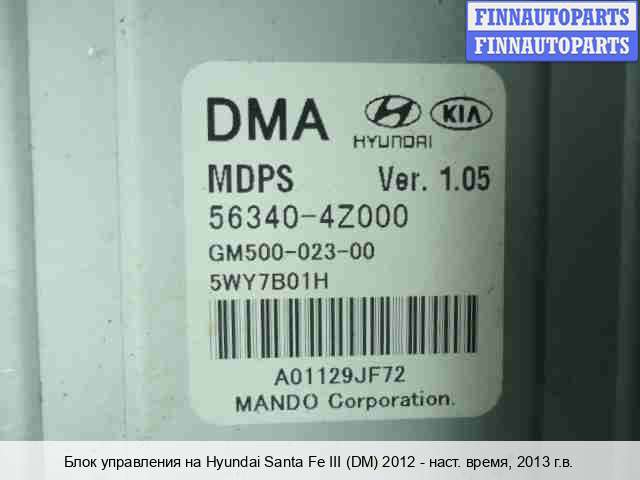 FINNAUTOPARTS
FINNAUTOPARTS
DMA HYUNDAI KIA
MDPS Ver. 1.05
56340-4Z000
GM500-023-00
5WY7B01H
A01129JF72
MANDO Corporation.
Блок управления на Hyundai Santa Fe III (DM) 2012 - наст. время, 2013 г.в.